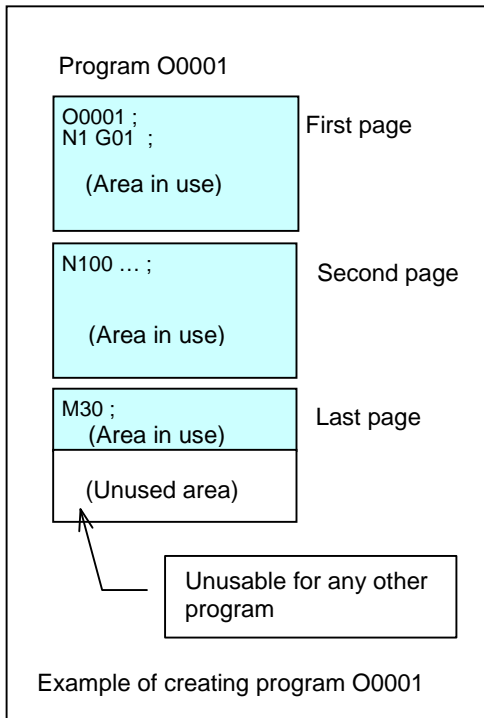 Program O0001
O0001 ;
N1 G01 ;
(Area in use)
First page
N100 … ;
(Area in use)
Second page
M30 ;
(Area in use)
Last page
(Unused area)
Unusable for any other
program
Example of creating program O0001